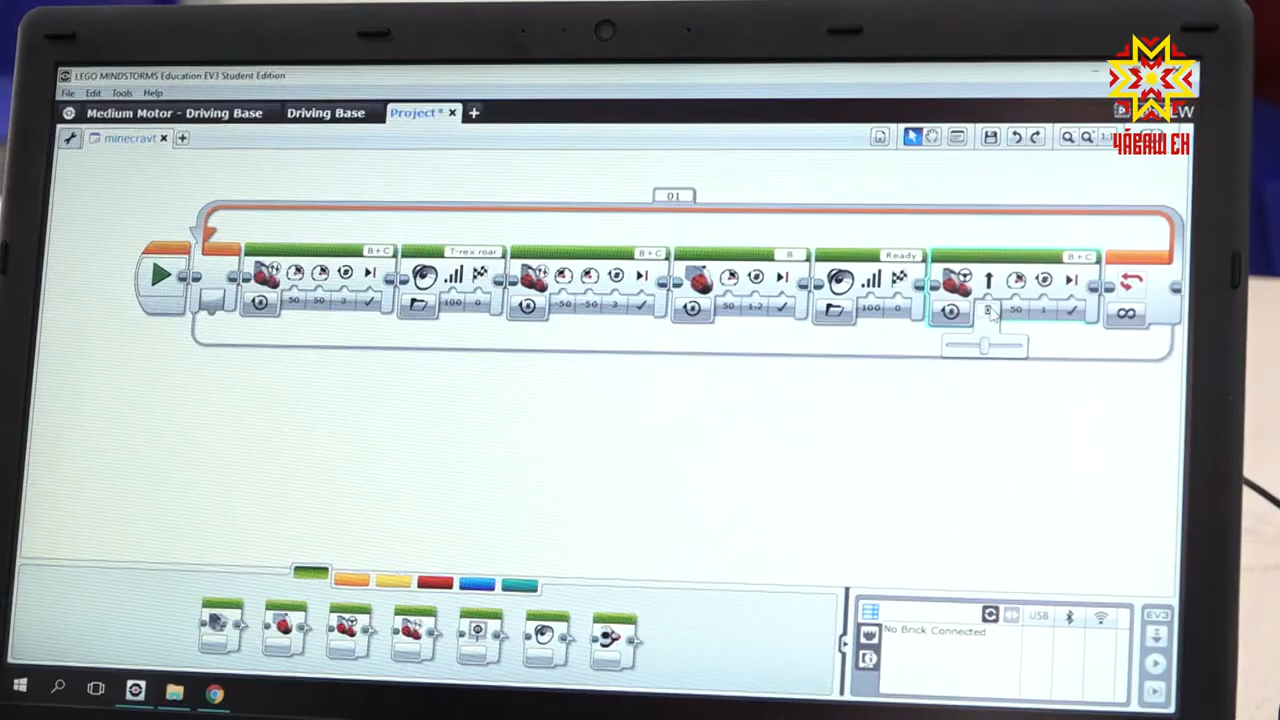 LEGO MINDSTORMS Education EV3 Student Edition
File Edit Tools Help
Medium Motor - Driving Base Driving Base Project* × +
minecravt × +
ЧĂВАШ ЕН
01
B + C T-rex roar B + C B Ready B + C
50 50 3 100 0 -50 -50 3 50 1.2 100 0 50 1
∞
USB EV3
No Brick Connected